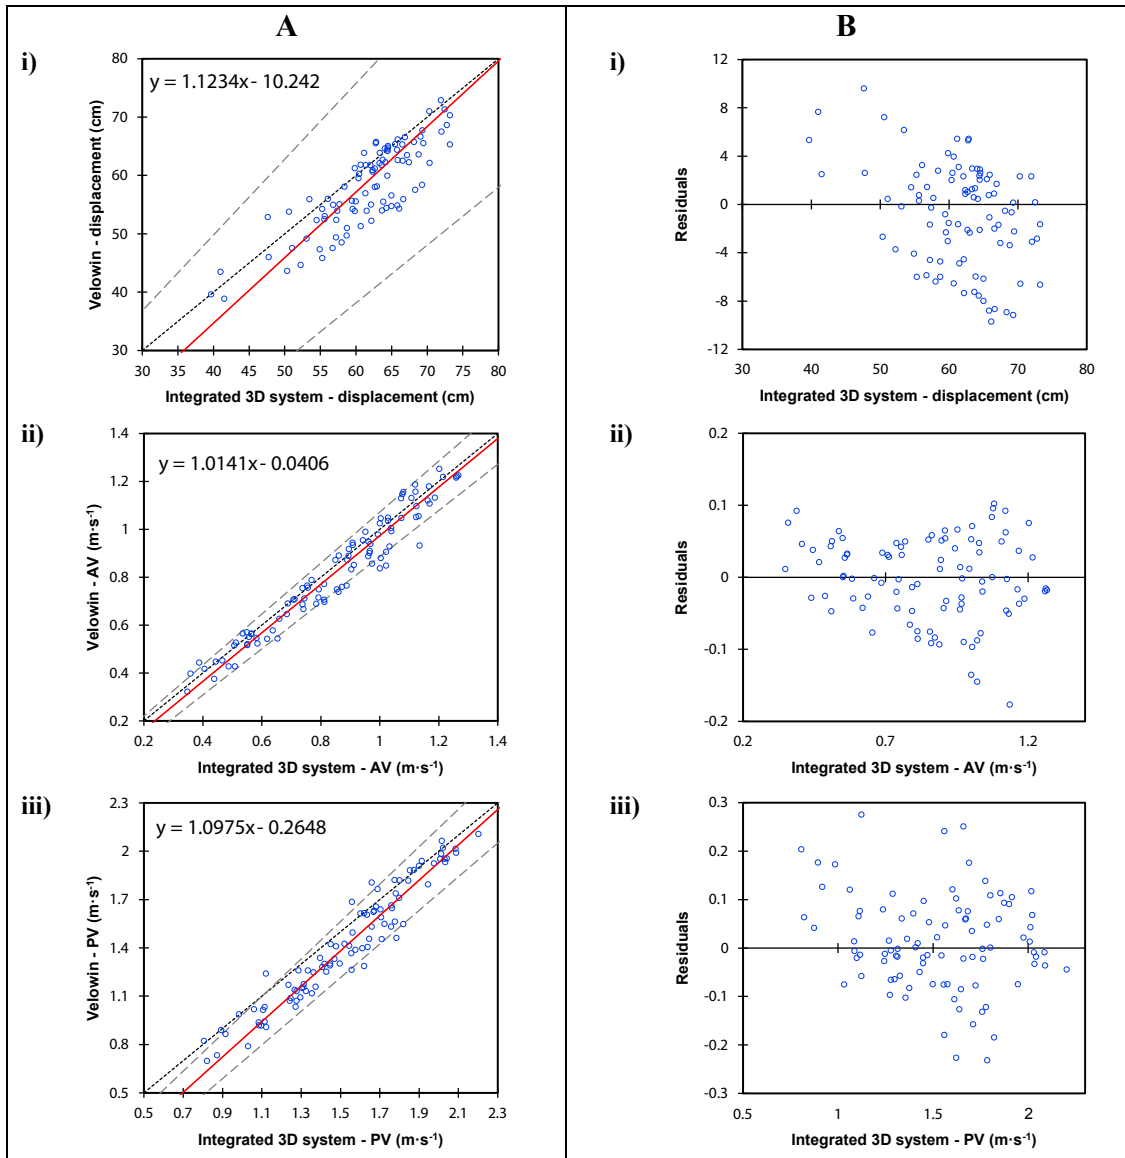 A
i)
y = 1.1234x - 10.242
80
70
60
50
40
30
30 35 40 45 50 55 60 65 70 75 80
Velowin - displacement (cm)
Integrated 3D system - displacement (cm)
ii)
y = 1.0141x - 0.0406
1.4
1.2
1
0.8
0.6
0.4
0.2
0.2 0.4 0.6 0.8 1 1.2 1.4
Velowin - AV (m·s⁻¹)
Integrated 3D system - AV (m·s⁻¹)
iii)
y = 1.0975x - 0.2648
2.3
2
1.7
1.4
1.1
0.8
0.5
0.5 0.7 0.9 1.1 1.3 1.5 1.7 1.9 2.1 2.3
Velowin - PV (m·s⁻¹)
Integrated 3D system - PV (m·s⁻¹)
B
i)
12
8
4
0
-4
-8
-12
30 40 50 60 70 80
Residuals
Integrated 3D system - displacement (cm)
ii)
0.2
0.1
0
-0.1
-0.2
0.2 0.7 1.2
Residuals
Integrated 3D system - AV (m·s⁻¹)
iii)
0.3
0.2
0.1
0
-0.1
-0.2
-0.3
0.5 1 1.5 2
Residuals
Integrated 3D system - PV (m·s⁻¹)